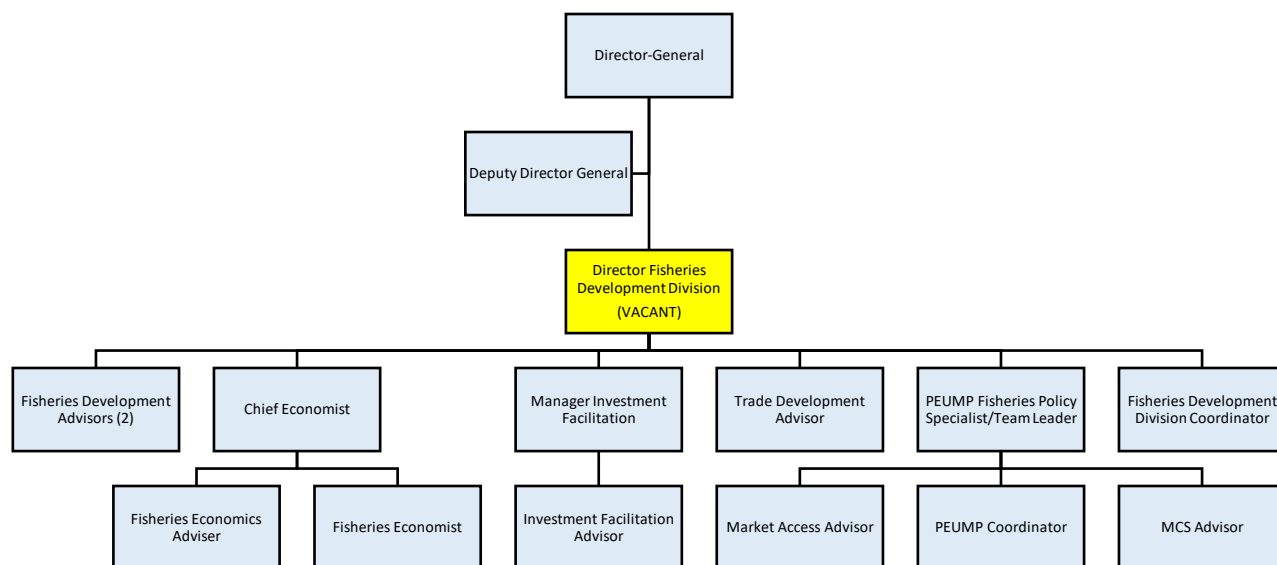 Director-General
Deputy Director General
Director Fisheries
Development Division
(VACANT)
Fisheries Development
Advisors (2)
Chief Economist
Manager Investment
Facilitation
Trade Development
Advisor
PEUMP Fisheries Policy
Specialist/Team Leader
Fisheries Development
Division Coordinator
Fisheries Economics
Adviser
Fisheries Economist
Investment Facilitation
Advisor
Market Access Advisor
PEUMP Coordinator
MCS Advisor